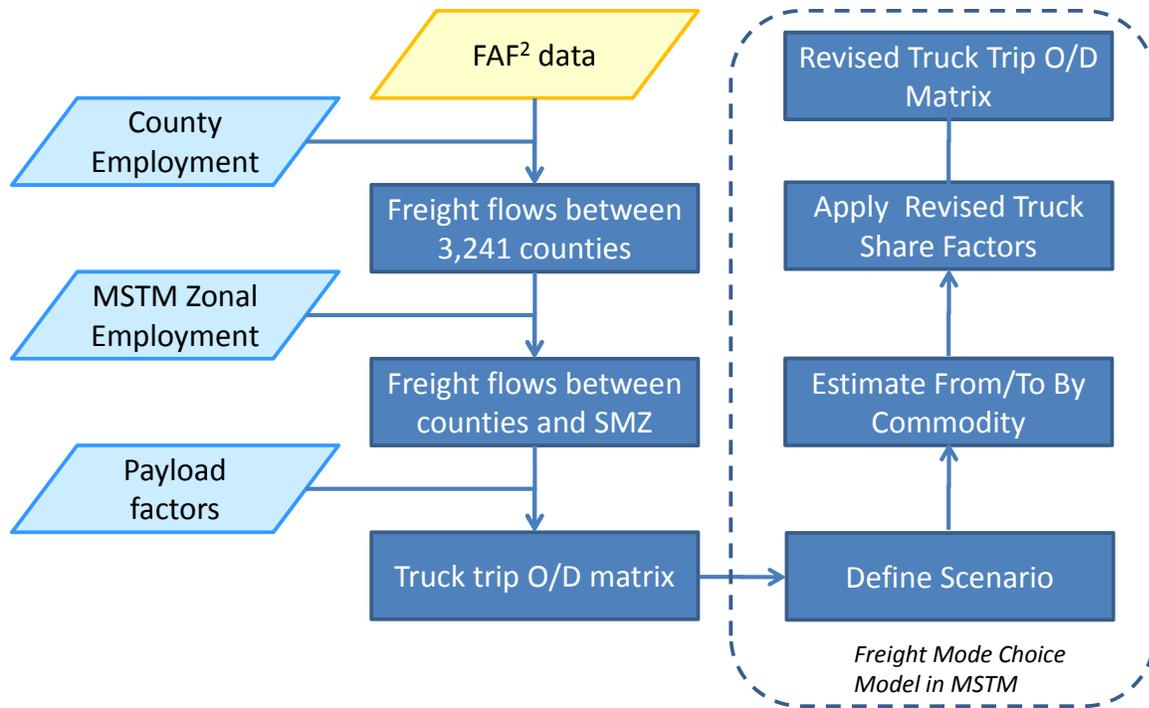 FAF² data
County
Employment
Freight flows between
3,241 counties
MSTM Zonal
Employment
Freight flows between
counties and SMZ
Payload
factors
Truck trip O/D matrix
Revised Truck Trip O/D
Matrix
Apply Revised Truck
Share Factors
Estimate From/To By
Commodity
Define Scenario
Freight Mode Choice
Model in MSTM